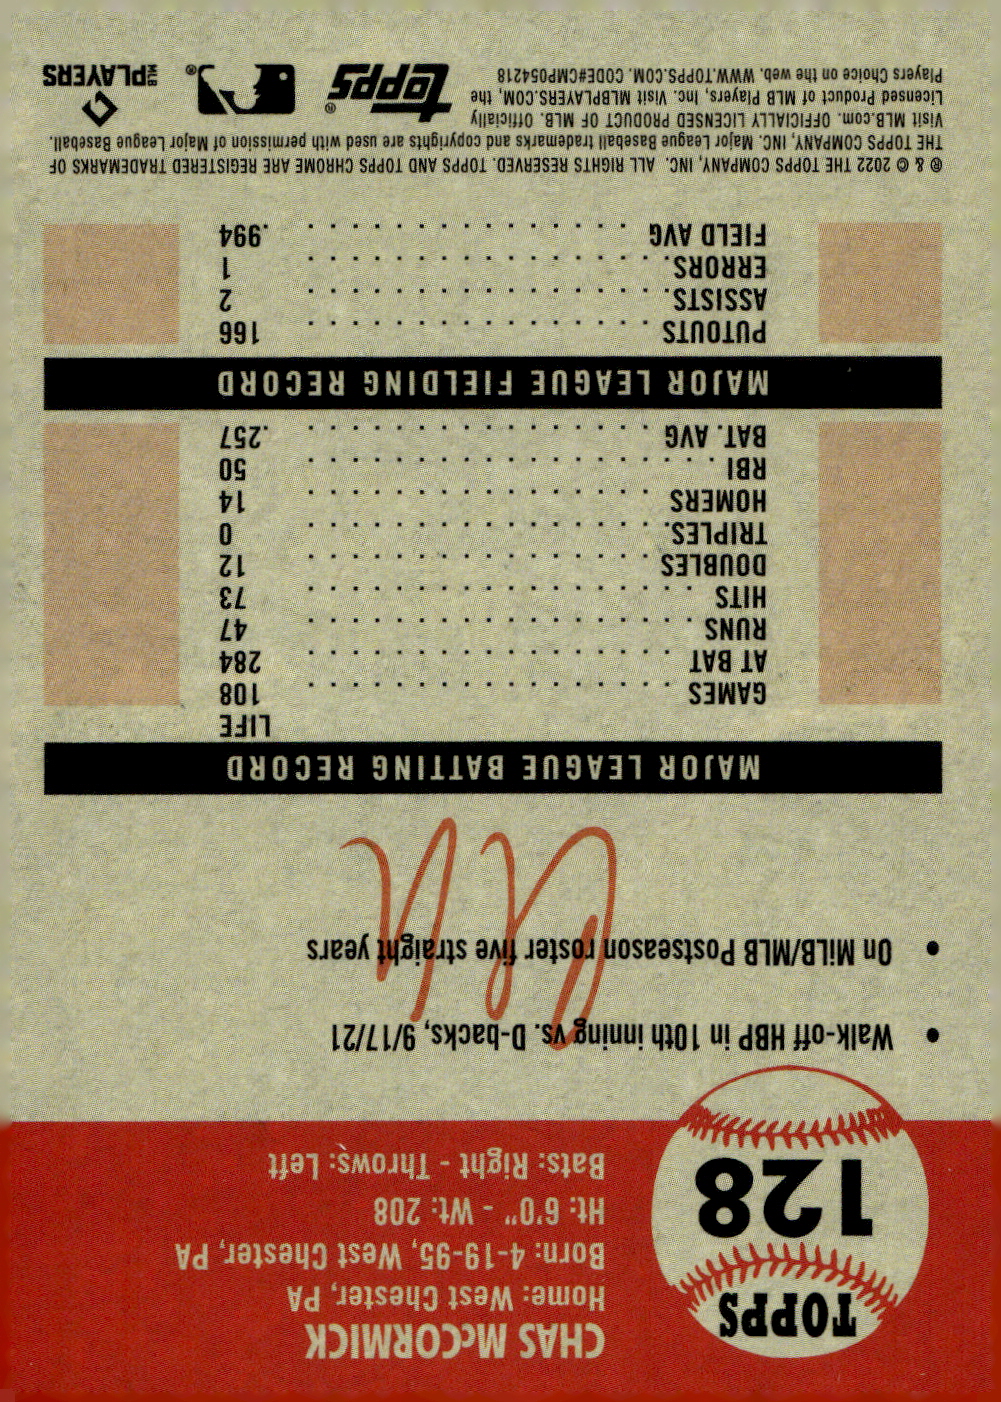 TOPPS
128
CHAS McCORMICK
Home: West Chester, PA
Born: 4-19-95, West Chester, PA
Ht: 6'0" - Wt: 208
Bats: Right - Throws: Left
• Walk-off HBP in 10th inning vs. D-backs, 9/17/21
• On MiLB/MLB Postseason roster five straight years
MAJOR LEAGUE BATTING RECORD
LIFE
GAMES 108
AT BAT 284
RUNS 47
HITS 73
DOUBLES 12
TRIPLES 0
HOMERS 14
RBI 50
BAT. AVG .257
MAJOR LEAGUE FIELDING RECORD
PUTOUTS 166
ASSISTS 2
ERRORS 1
FIELD AVG .994
® & © 2022 THE TOPPS COMPANY, INC. ALL RIGHTS RESERVED. TOPPS AND TOPPS CHROME ARE REGISTERED TRADEMARKS OF
THE TOPPS COMPANY, INC. Major League Baseball trademarks and copyrights are used with permission of Major League Baseball.
Visit MLB.com. OFFICIALLY LICENSED PRODUCT OF MLB. Officially
Licensed Product of MLB Players, Inc. Visit MLBPLAYERS.COM, the
Players Choice on the web. WWW.TOPPS.COM. CODE#CMP054218
topps®
MLB PLAYERS